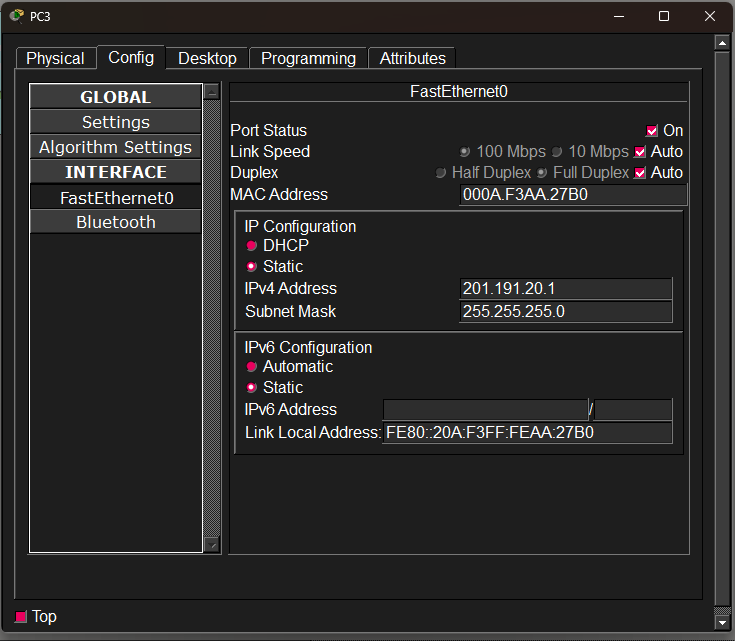 PC3
Physical Config Desktop Programming Attributes
GLOBAL
Settings
Algorithm Settings
INTERFACE
FastEthernet0
Bluetooth
FastEthernet0
Port Status On
Link Speed 100 Mbps 10 Mbps Auto
Duplex Half Duplex Full Duplex Auto
MAC Address 000A.F3AA.27B0
IP Configuration
DHCP
Static
IPv4 Address 201.191.20.1
Subnet Mask 255.255.255.0
IPv6 Configuration
Automatic
Static
IPv6 Address /
Link Local Address: FE80::20A:F3FF:FEAA:27B0
Top